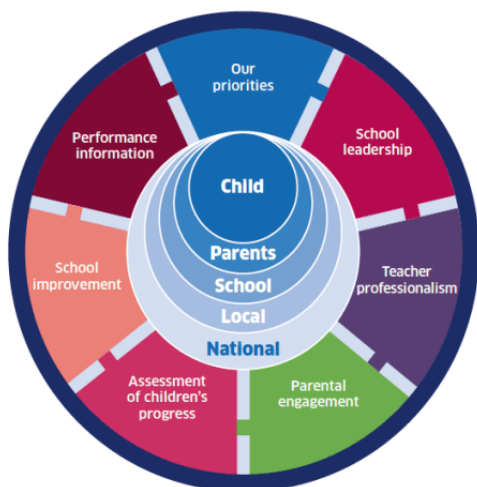 Our
priorities
School
leadership
Teacher
professionalism
Parental
engagement
Assessment
of children's
progress
School
improvement
Performance
information
Child
Parents
School
Local
National